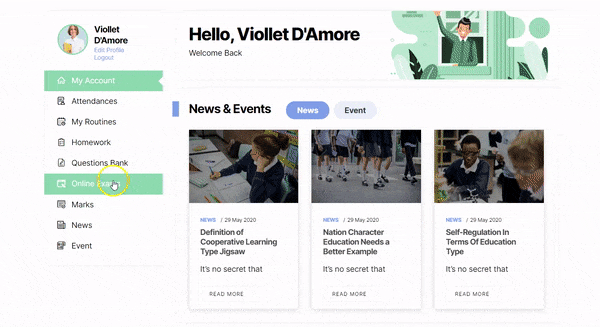 Viollet
D'Amore
Edit Profile
Logout
My Account
Attendances
My Routines
Homework
Questions Bank
Online Exam
Marks
News
Event
Hello, Viollet D'Amore
Welcome Back
News & Events
News
Event
NEWS / 29 May 2020
Definition of
Cooperative Learning
Type Jigsaw
It's no secret that
READ MORE
NEWS / 29 May 2020
Nation Character
Education Needs a
Better Example
It's no secret that
READ MORE
NEWS / 29 May 2020
Self-Regulation In
Terms Of Education
Type
It's no secret that
READ MORE